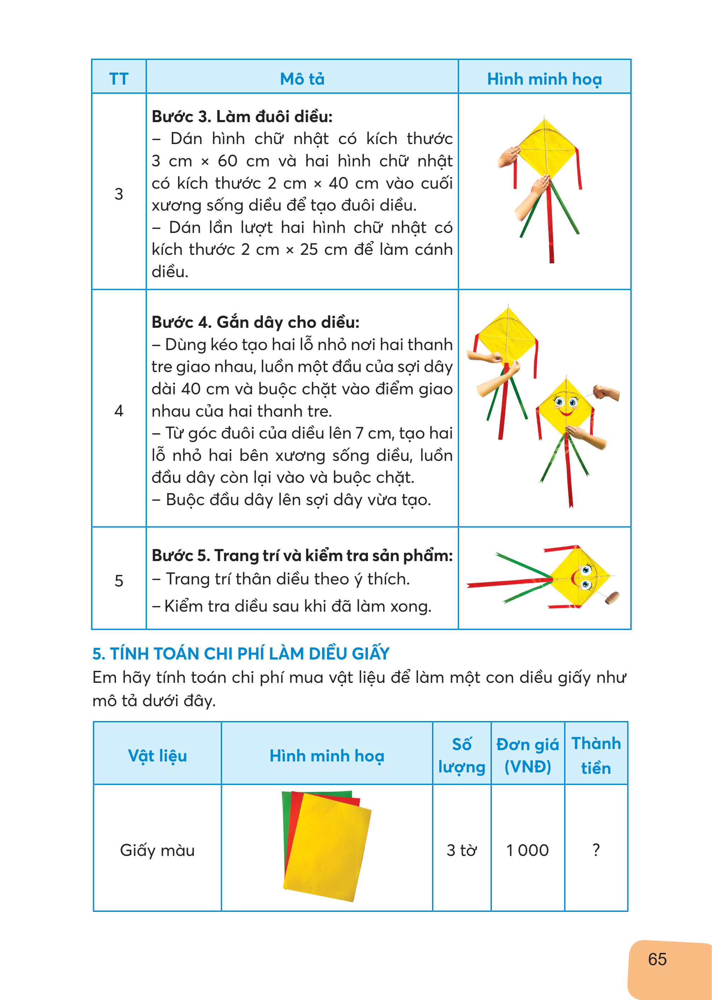 TT
Mô tả
Hình minh hoạ
3
Bước 3. Làm đuôi diều:
– Dán hình chữ nhật có kích thước
3 cm × 60 cm và hai hình chữ nhật
có kích thước 2 cm × 40 cm vào cuối
xương sống diều để tạo đuôi diều.
– Dán lần lượt hai hình chữ nhật có
kích thước 2 cm × 25 cm để làm cánh
diều.
4
Bước 4. Gắn dây cho diều:
– Dùng kéo tạo hai lỗ nhỏ nơi hai thanh
tre giao nhau, luồn một đầu của sợi dây
dài 40 cm và buộc chặt vào điểm giao
nhau của hai thanh tre.
– Từ góc đuôi của diều lên 7 cm, tạo hai
lỗ nhỏ hai bên xương sống diều, luồn
đầu dây còn lại vào và buộc chặt.
– Buộc đầu dây lên sợi dây vừa tạo.
5
Bước 5. Trang trí và kiểm tra sản phẩm:
– Trang trí thân diều theo ý thích.
– Kiểm tra diều sau khi đã làm xong.
5. TÍNH TOÁN CHI PHÍ LÀM DIỀU GIẤY
Em hãy tính toán chi phí mua vật liệu để làm một con diều giấy như
mô tả dưới đây.
Vật liệu
Hình minh hoạ
Số
lượng
Đơn giá
(VNĐ)
Thành
tiền
Giấy màu
3 tờ
1 000
?
65